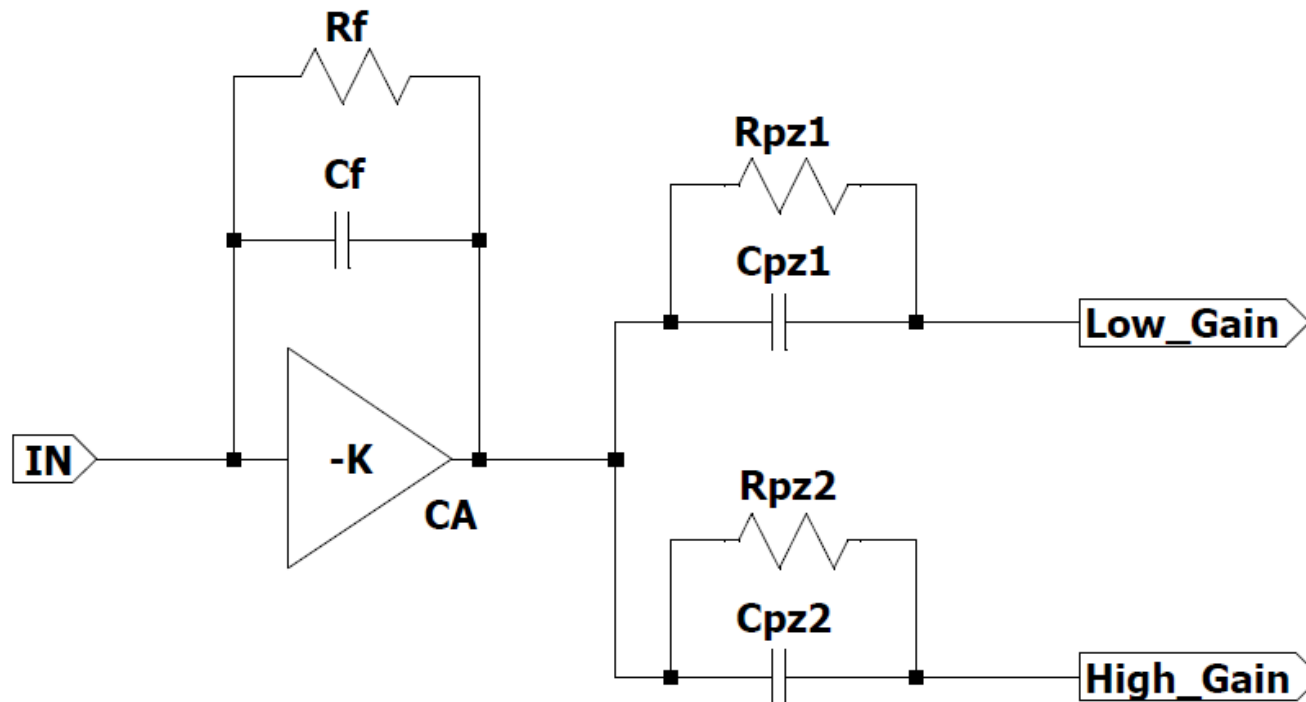 Rf
Cf
Rpz1
Cpz1
Low_Gain
IN
-K
CA
Rpz2
Cpz2
High_Gain